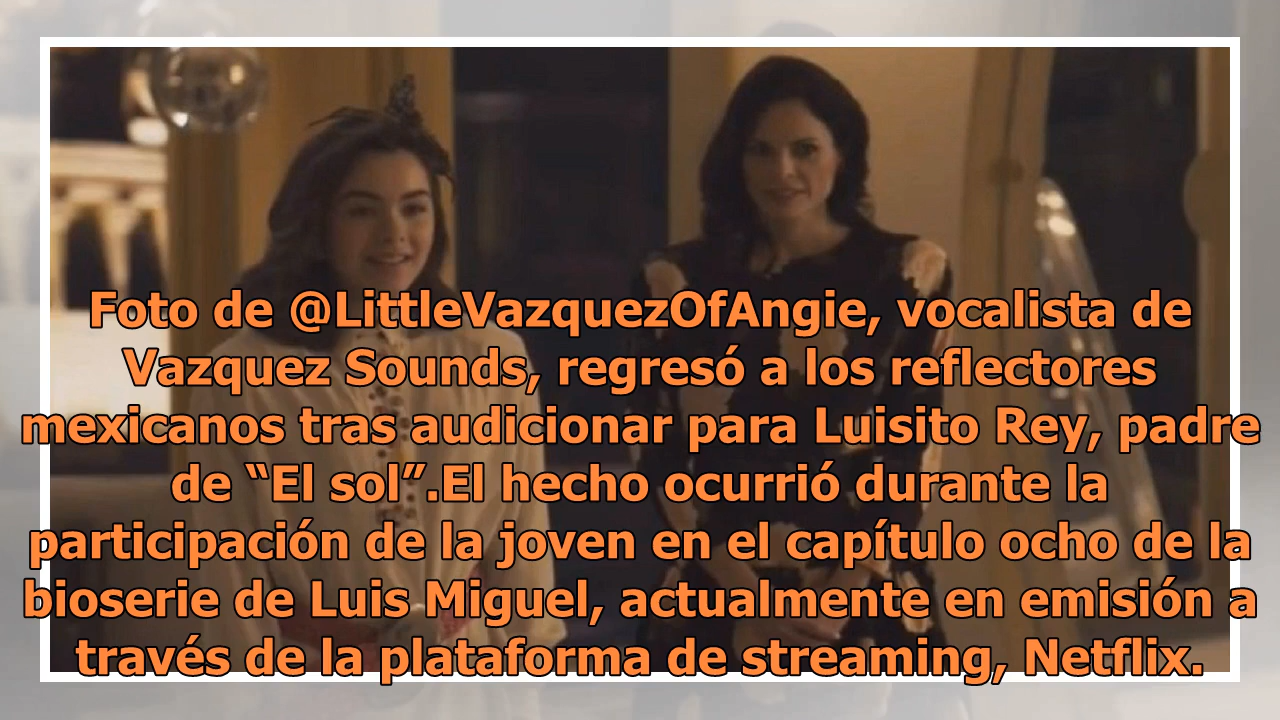 Foto de @LittleVazquezOfAngie, vocalista de
Vazquez Sounds, regresó a los reflectores
mexicanos tras audicionar para Luisito Rey, padre
de “El sol”.El hecho ocurrió durante la
participación de la joven en el capítulo ocho de la
bioserie de Luis Miguel, actualmente en emisión a
través de la plataforma de streaming, Netflix.